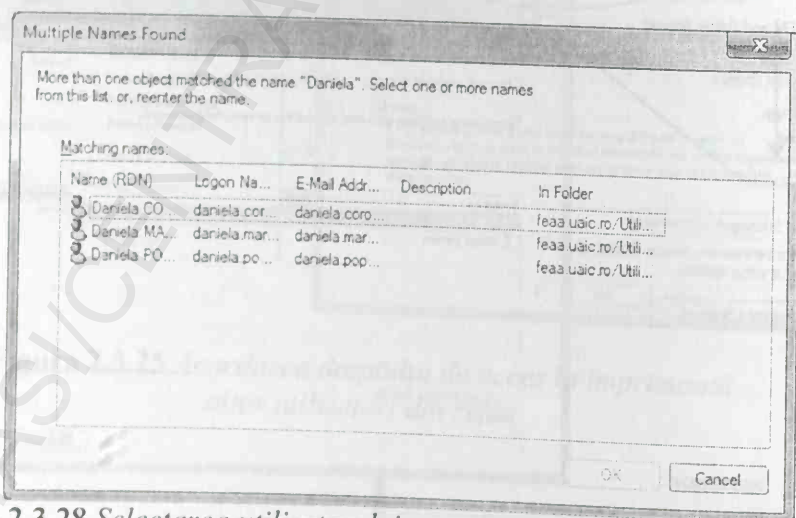 Multiple Names Found
More than one object matched the name "Daniela". Select one or more names
from this list, or, reenter the name.
Matching names:
Name (RDN) Logon Na... E-Mail Addr... Description In Folder
Daniela CO... daniela.cor... daniela.coro... feaa.uaic.ro/Utili...
Daniela MA... daniela.mar... daniela.mar... feaa.uaic.ro/Utili...
Daniela PO... daniela.po... daniela.pop... feaa.uaic.ro/Utili...
OK Cancel
2.3.28 Selectarea